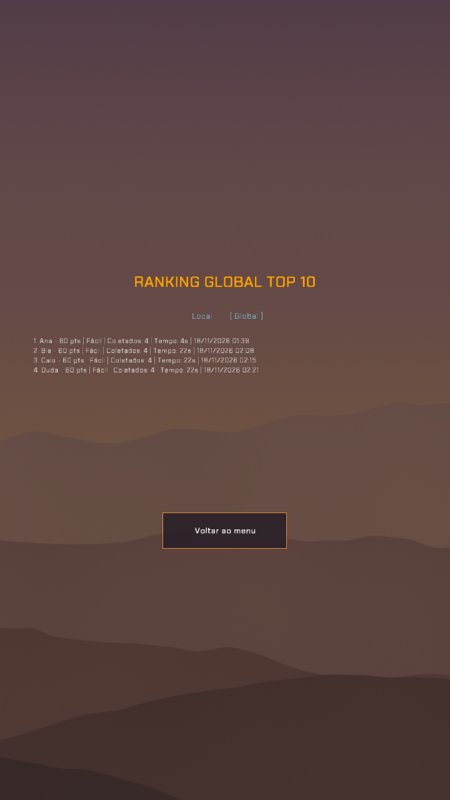 RANKING GLOBAL TOP 10
Local [ Global ]
1. Ana - 60 pts | Fácil | Coletados: 4 | Tempo: 4s | 18/11/2026 01:39
2. Bia - 60 pts | Fácil | Coletados: 4 | Tempo: 22s | 18/11/2026 02:08
3. Caio - 60 pts | Fácil | Coletados: 4 | Tempo: 22s | 18/11/2026 02:15
4. Duda - 60 pts | Fácil | Coletados: 4 | Tempo: 22s | 18/11/2026 02:21
Voltar ao menu